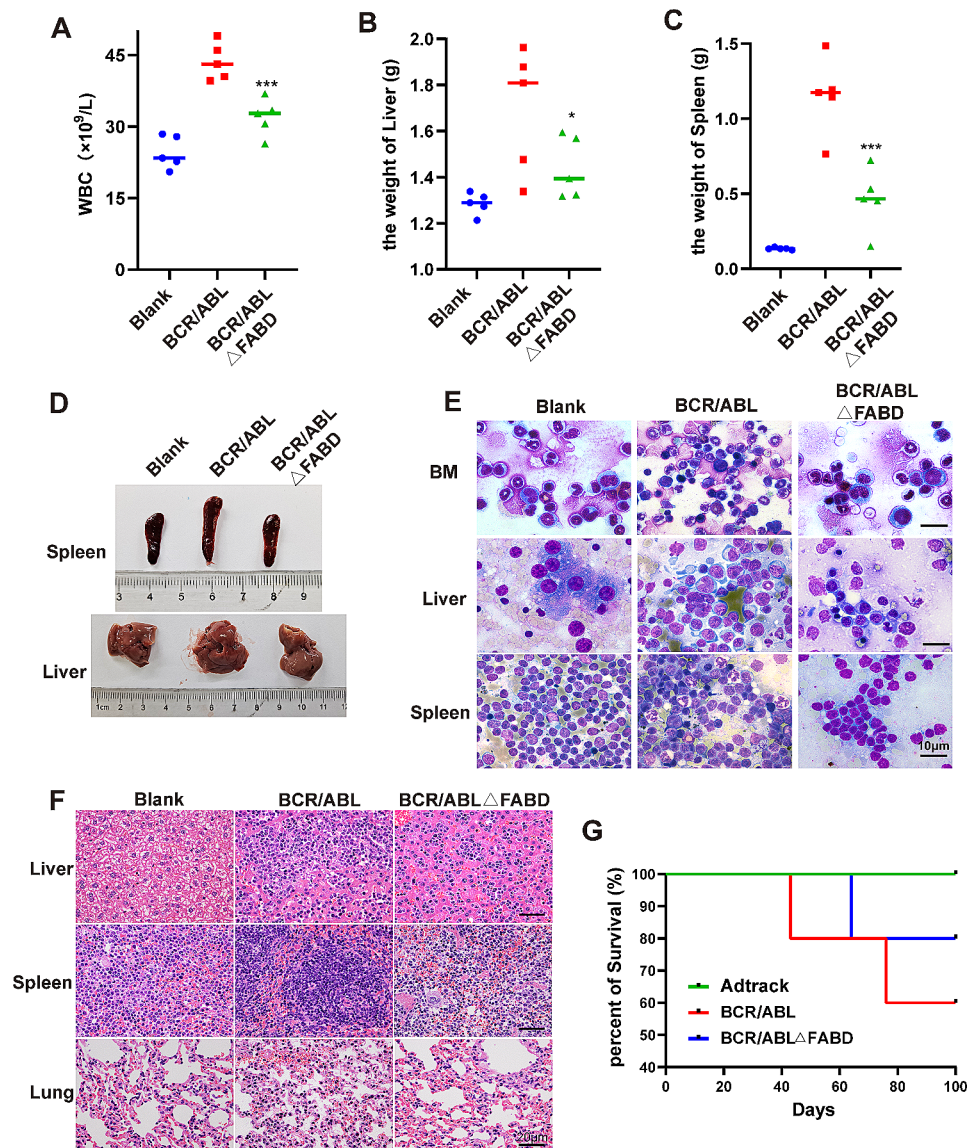 A
WBC (×10⁹/L)
45
30
15
0
***
Blank
BCR/ABL
BCR/ABL
△FABD
B
the weight of Liver (g)
2.0
1.8
1.6
1.4
1.2
1.0
*
Blank
BCR/ABL
BCR/ABL
△FABD
C
the weight of Spleen (g)
1.5
1.0
0.5
0.0
***
Blank
BCR/ABL
BCR/ABL
△FABD
D
Blank
BCR/ABL
BCR/ABL
△FABD
Spleen
3 4 5 6 7 8 9
Liver
1cm 2 3 4 5 6 7 8 9 10 11 12
E
Blank
BCR/ABL
BCR/ABL
△FABD
BM
Liver
Spleen
10μm
F
Blank
BCR/ABL
BCR/ABL△FABD
Liver
Spleen
Lung
20μm
G
percent of Survival (%)
100
90
80
70
60
50
40
Adtrack
BCR/ABL
BCR/ABL△FABD
0 20 40 60 80 100
Days